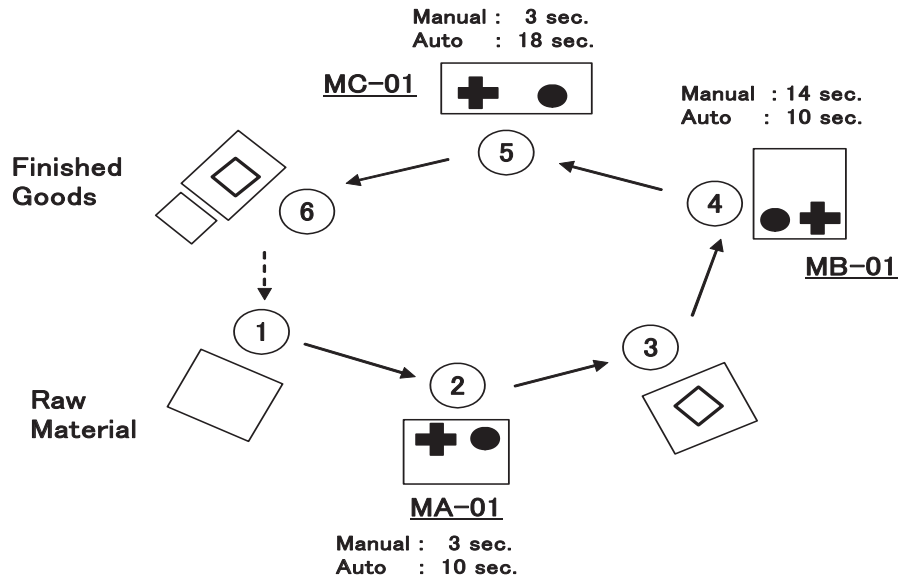 Manual : 3 sec.
Auto : 18 sec.
MC-01
5
Manual : 14 sec.
Auto : 10 sec.
4
MB-01
Finished
Goods
6
1
Raw
Material
2
3
MA-01
Manual : 3 sec.
Auto : 10 sec.